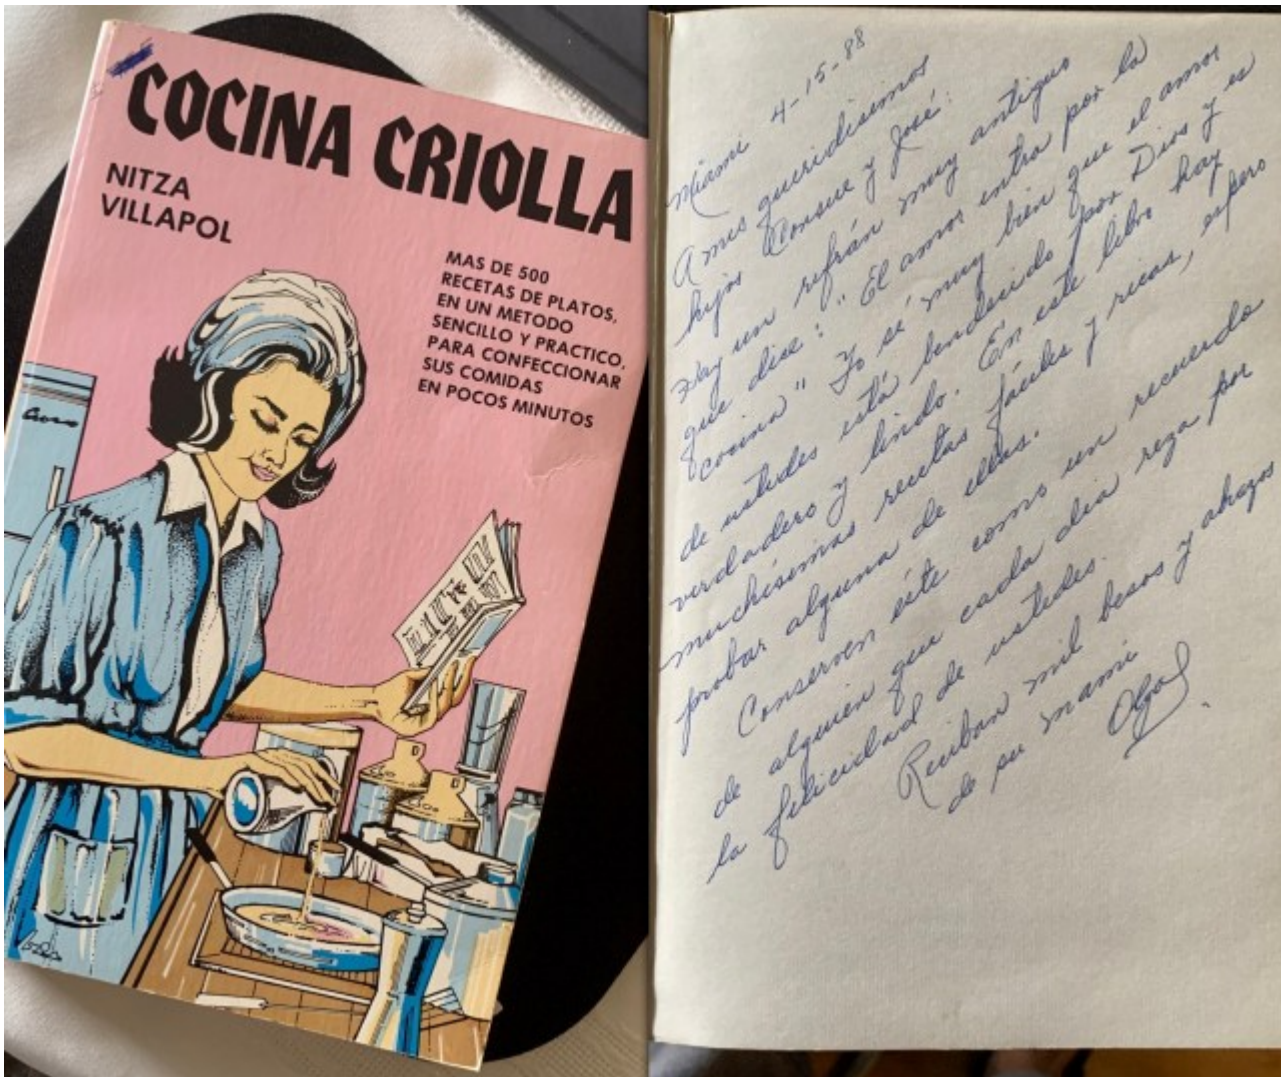 COCINA CRIOLLA
NITZA
VILLAPOL
MAS DE 500
RECETAS DE PLATOS,
EN UN METODO
SENCILLO Y PRACTICO,
PARA CONFECCIONAR
SUS COMIDAS
EN POCOS MINUTOS
Miami 4-15-88
A mis queridisimos
hijos Consue y José:
Hay un refrán muy antiguo
que dise: "El amor entra por la
cocina" Yo sé muy bien que el amor
de ustedes está bendecido por Dios y es
verdadero y lindo. En este libro hay
muchísimas recetas fáciles y ricas, espero
probar alguna de ellas.
Conserven éste como un recuerdo
de alguien que cada dia reza por
la felicidad de ustedes.
Reciban mil besos y abrazos
de su mami
Olga